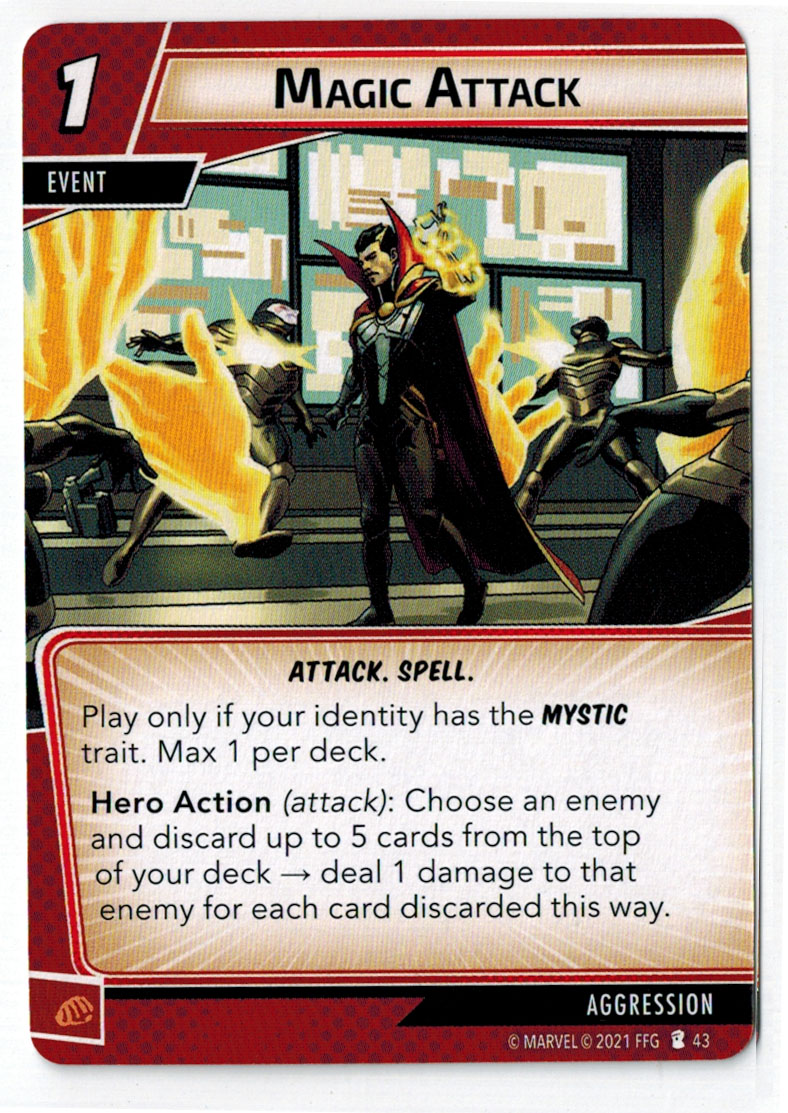 1
MAGIC ATTACK
EVENT
ATTACK. SPELL.
Play only if your identity has the MYSTIC
trait. Max 1 per deck.
Hero Action (attack): Choose an enemy
and discard up to 5 cards from the top
of your deck → deal 1 damage to that
enemy for each card discarded this way.
AGGRESSION
© MARVEL © 2021 FFG 43